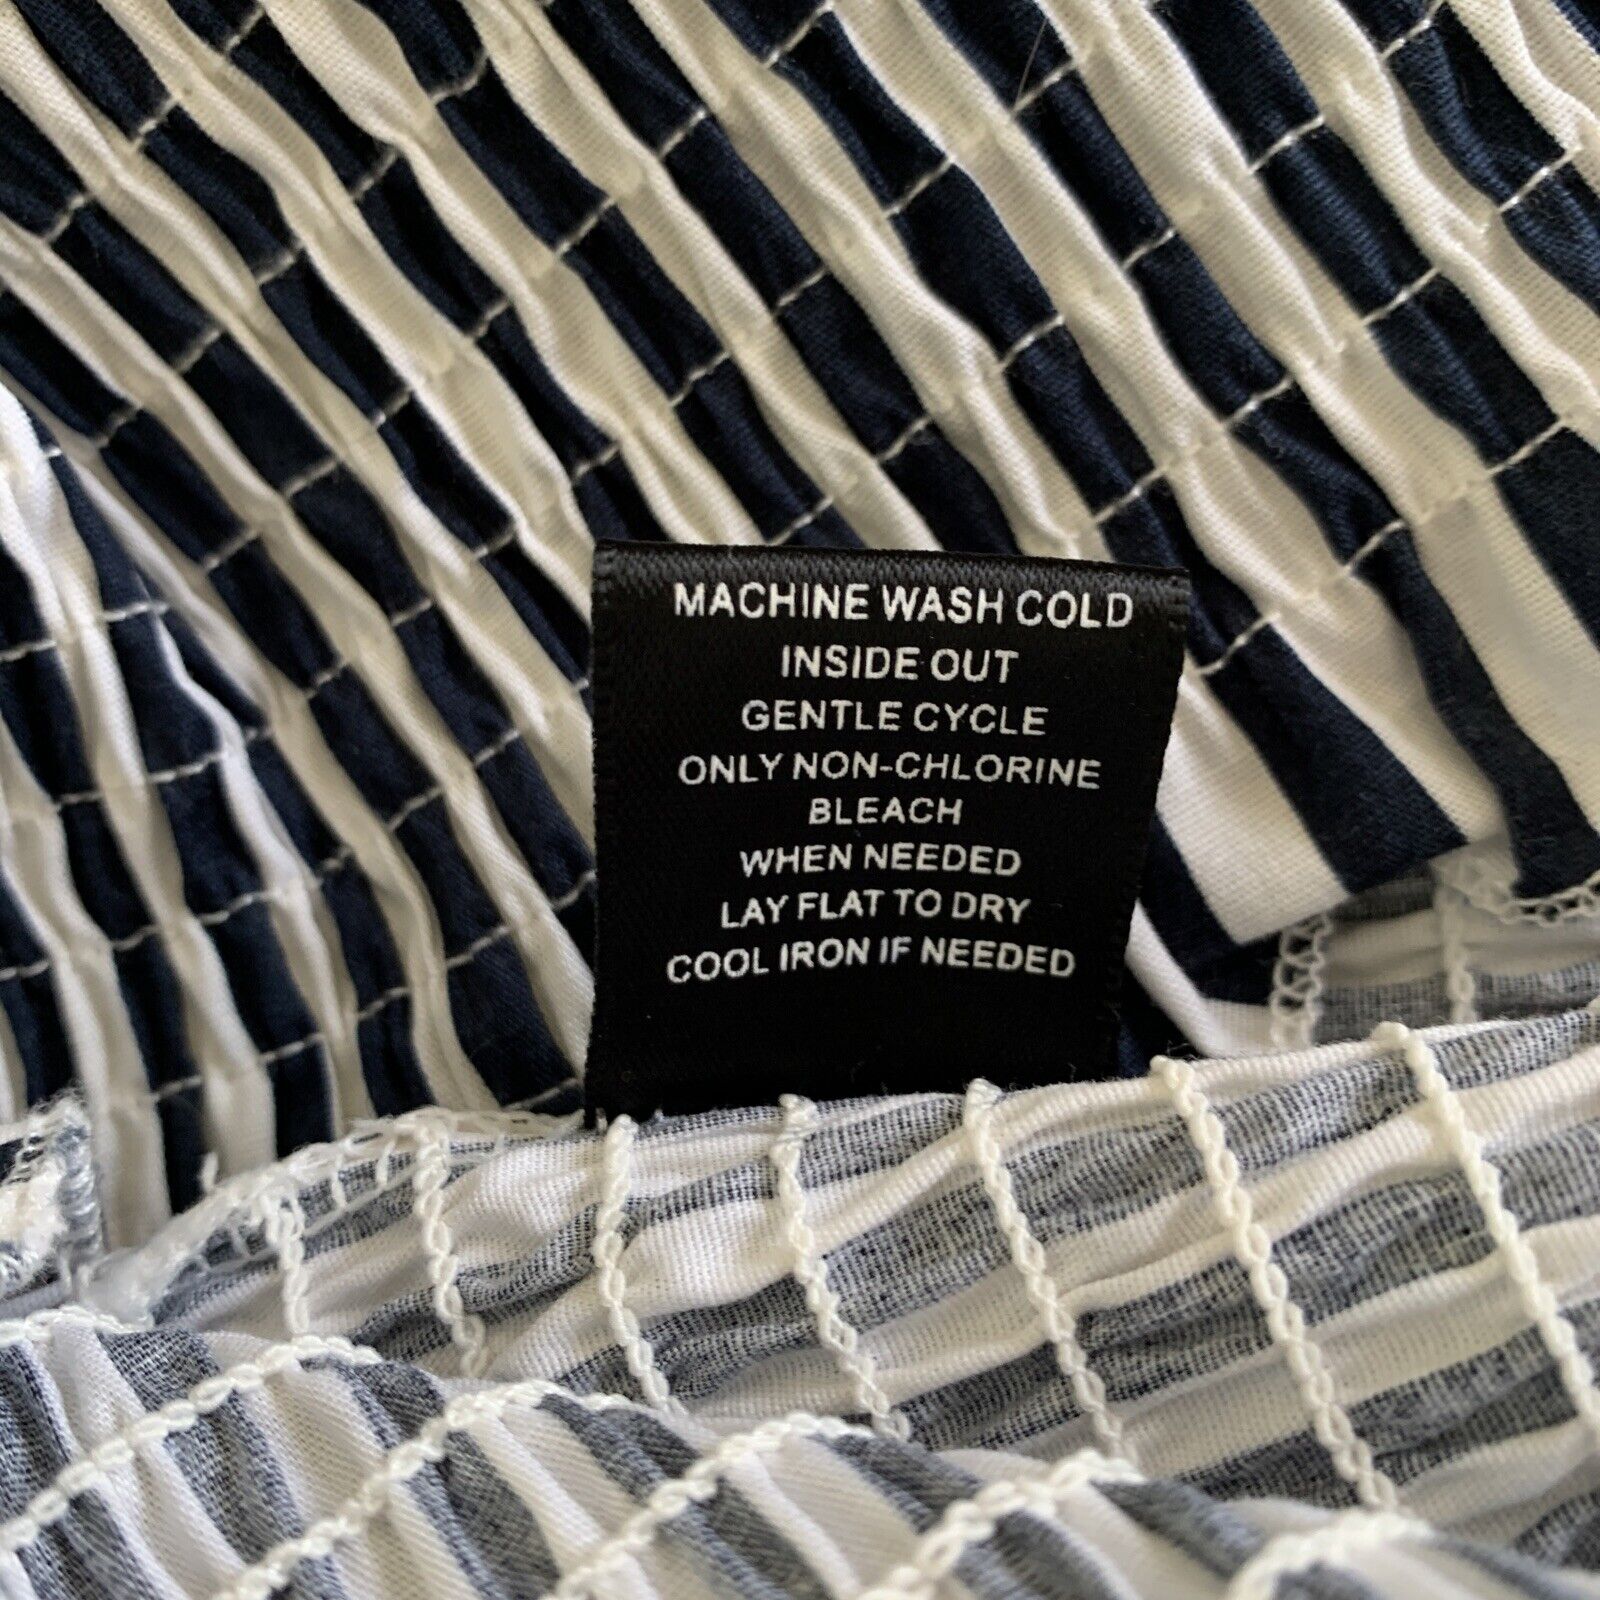 MACHINE WASH COLD
INSIDE OUT
GENTLE CYCLE
ONLY NON-CHLORINE
BLEACH
WHEN NEEDED
LAY FLAT TO DRY
COOL IRON IF NEEDED